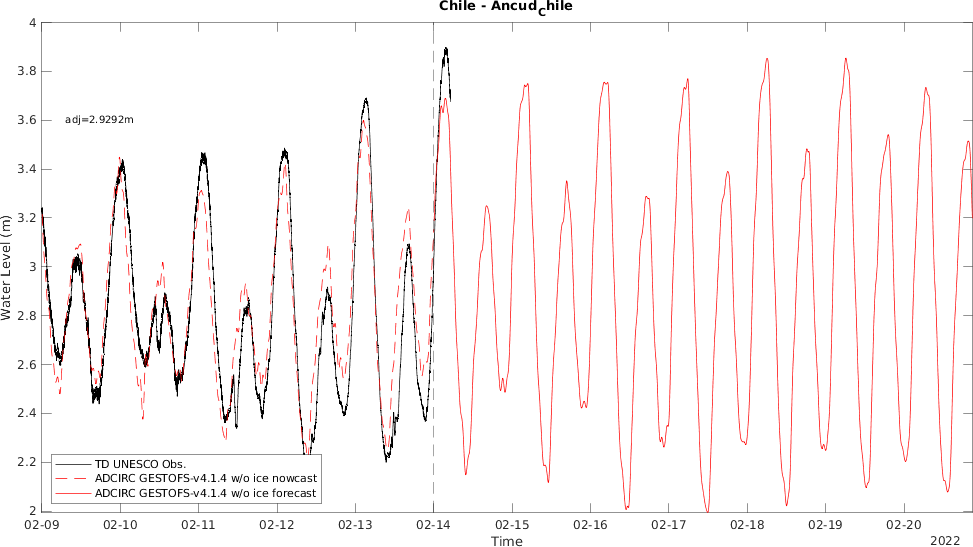 Chile - AncudChile
4
3.8
3.6
3.4
3.2
3
2.8
2.6
2.4
2.2
2
Water Level (m)
adj=2.9292m
TD UNESCO Obs.
ADCIRC GESTOFS-v4.1.4 w/o ice nowcast
ADCIRC GESTOFS-v4.1.4 w/o ice forecast
02-09 02-10 02-11 02-12 02-13 02-14 02-15 02-16 02-17 02-18 02-19 02-20
Time
2022